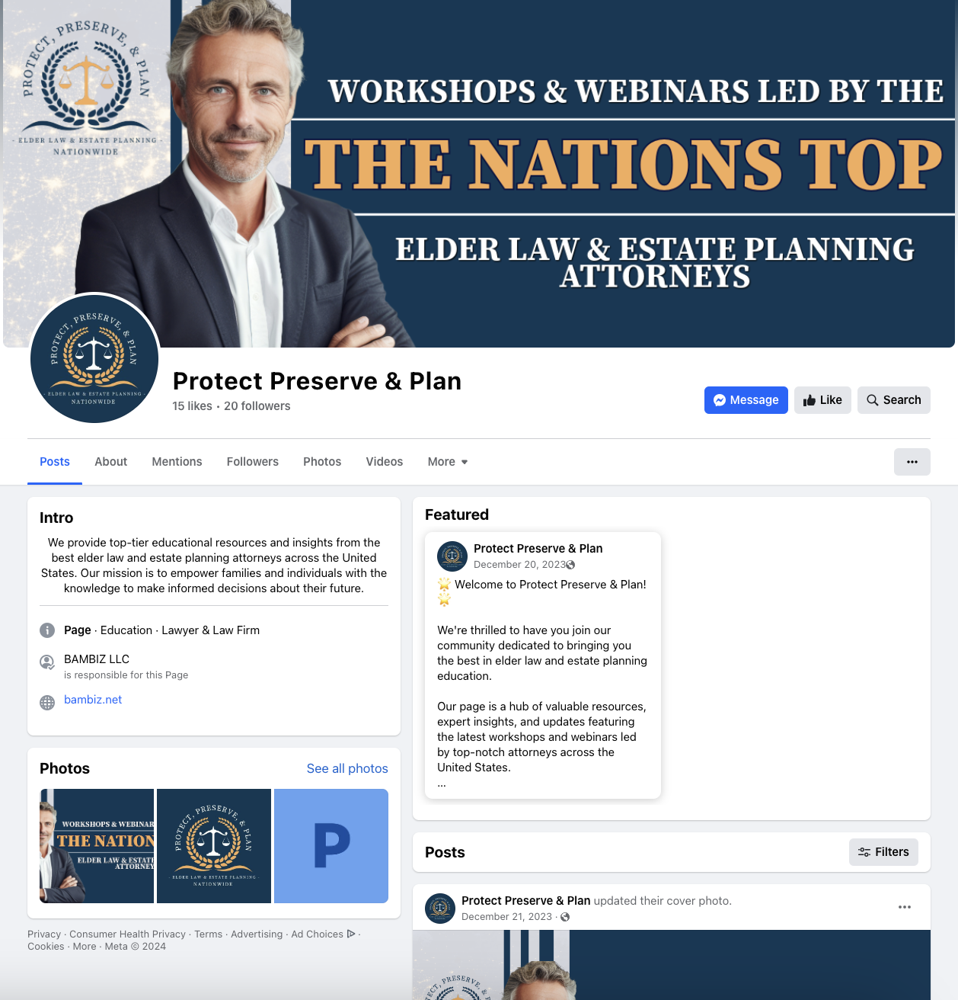 PROTECT, PRESERVE, & PLAN
- ELDER LAW & ESTATE PLANNING -
NATIONWIDE
WORKSHOPS & WEBINARS LED BY THE
THE NATIONS TOP
ELDER LAW & ESTATE PLANNING
ATTORNEYS
PROTECT, PRESERVE, & PLAN
- ELDER LAW & ESTATE PLANNING -
NATIONWIDE
Protect Preserve & Plan
15 likes • 20 followers
Message
Like
Search
Posts
About
Mentions
Followers
Photos
Videos
More
Intro
We provide top-tier educational resources and insights from the
best elder law and estate planning attorneys across the United
States. Our mission is to empower families and individuals with the
knowledge to make informed decisions about their future.
Page · Education · Lawyer & Law Firm
BAMBIZ LLC
is responsible for this Page
bambiz.net
Photos
See all photos
WORKSHOPS & WEBINAR
THE NATION
ELDER LAW & ESTAT
ATTORNEY
PROTECT, PRESERVE, & PLAN
- ELDER LAW & ESTATE PLANNING -
NATIONWIDE
P
Privacy · Consumer Health Privacy · Terms · Advertising · Ad Choices ·
Cookies · More · Meta © 2024
Featured
Protect Preserve & Plan
December 20, 2023
Welcome to Protect Preserve & Plan!
We're thrilled to have you join our
community dedicated to bringing you
the best in elder law and estate planning
education.
Our page is a hub of valuable resources,
expert insights, and updates featuring
the latest workshops and webinars led
by top-notch attorneys across the
United States.
...
Posts
Filters
Protect Preserve & Plan updated their cover photo.
December 21, 2023 ·
PROTECT, PRESERVE, & PLAN